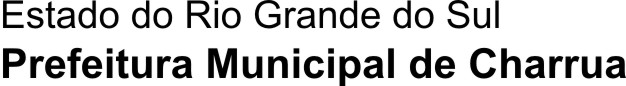 Estado do Rio Grande do Sul
Prefeitura Municipal de Charrua